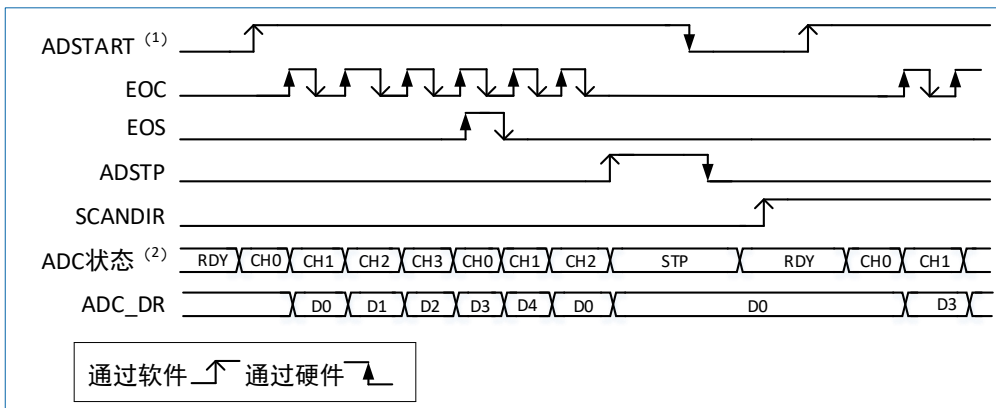 ADSTART (1)
EOC
EOS
ADSTP
SCANDIR
ADC状态 (2) RDY CH0 CH1 CH2 CH3 CH0 CH1 CH2 STP RDY CH0 CH1
ADC_DR D0 D1 D2 D3 D4 D0 D0 D3
通过软件 通过硬件